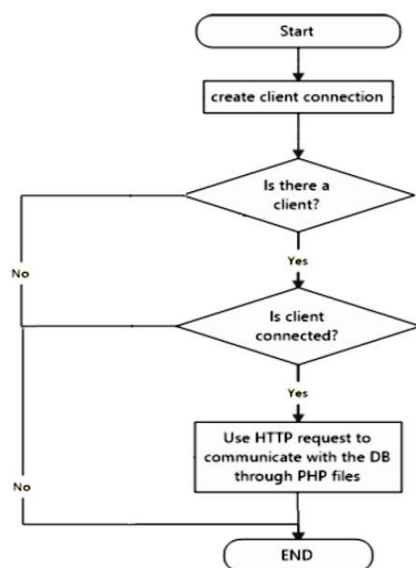 Start
create client connection
Is there a
client?
Yes
No
Is client
connected?
Yes
Use HTTP request to
communicate with the DB
through PHP files
No
END